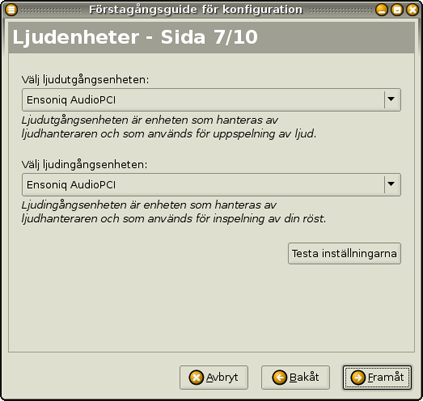 Förstagångsguide för konfiguration
Ljudenheter - Sida 7/10
Välj ljudutgångsenheten:
Ensoniq AudioPCI
Ljudutgångsenheten är enheten som hanteras av
ljudhanteraren och som används för uppspelning av ljud.
Välj ljudingångsenheten:
Ensoniq AudioPCI
Ljudingångsenheten är enheten som hanteras av
ljudhanteraren och som används för inspelning av din röst.
Testa inställningarna
Avbryt
Bakåt
Framåt